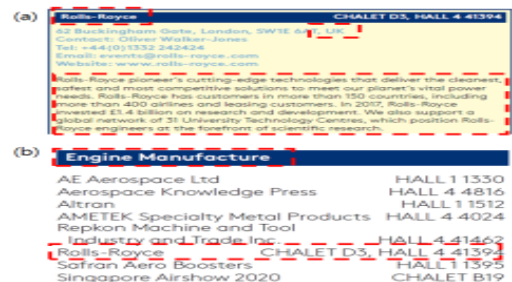 (a)
Rolls-Royce CHALET D3, HALL 4 41394
62 Buckingham Gate, London, SW1E 6AT, UK
Contact: Oliver Walker-Jones
Tel: +44(0)1332 242424
Email: events@rolls-royce.com
Website: www.rolls-royce.com
Rolls-Royce pioneer's cutting-edge technologies that deliver the cleanest,
safest and most competitive solutions to meet our planet's vital power
needs. Rolls-Royce has customers in more than 150 countries, including
more than 400 airlines and leasing customers. In 2017, Rolls-Royce
invested £1.4 billion on research and development. We also support a
global network of 31 University Technology Centres, which position Rolls-
Royce engineers at the forefront of scientific research.
(b)
Engine Manufacture
AE Aerospace Ltd HALL 1 1330
Aerospace Knowledge Press HALL 4 4816
Altran HALL 1 1512
AMETEK Specialty Metal Products HALL 4 4024
Repkon Machine and Tool
Industry and Trade Inc. HALL 4 41462
Rolls-Royce CHALET D3, HALL 4 41394
Safran Aero Boosters HALL 1 1395
Singapore Airshow 2020 CHALET B19